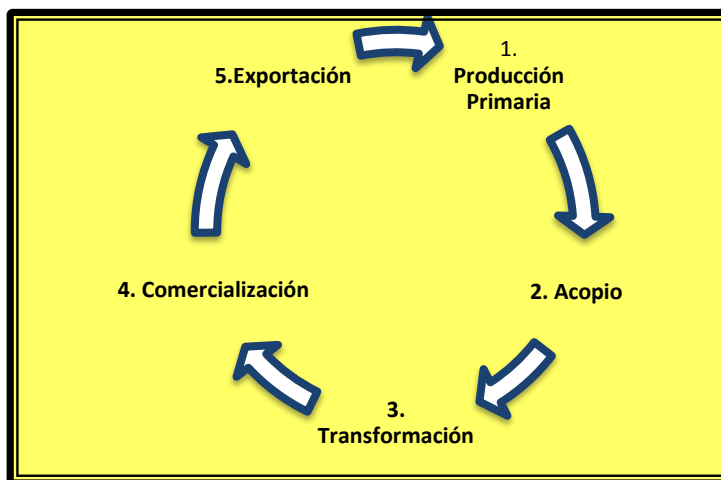 1.
Producción
Primaria
2. Acopio
3.
Transformación
4. Comercialización
5.Exportación